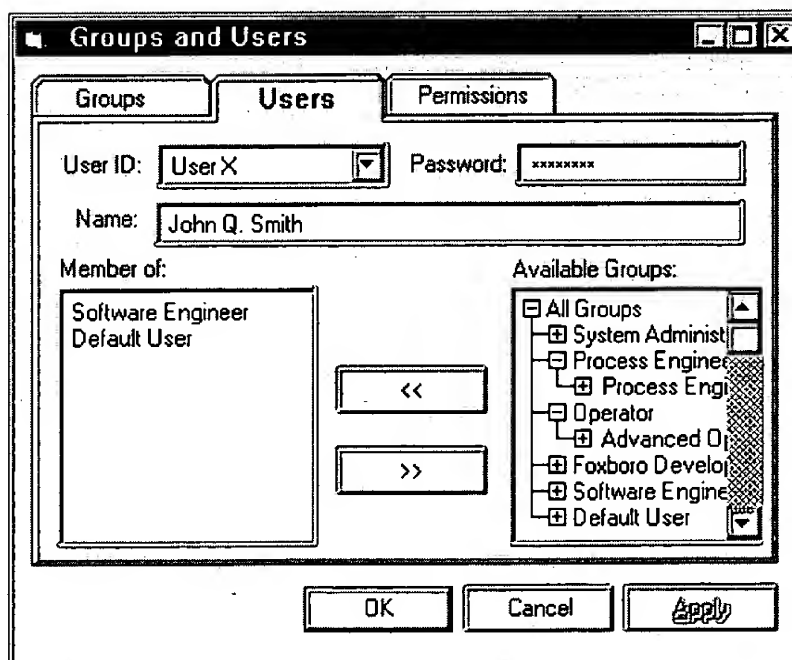 Groups and Users
Groups Users Permissions
User ID: User X Password: xxxxxxxx
Name: John Q. Smith
Member of: Available Groups:
Software Engineer
Default User
<<
>>
All Groups
System Administ
Process Enginee
Process Engi
Operator
Advanced Op
Foxboro Develop
Software Engine
Default User
OK Cancel Apply